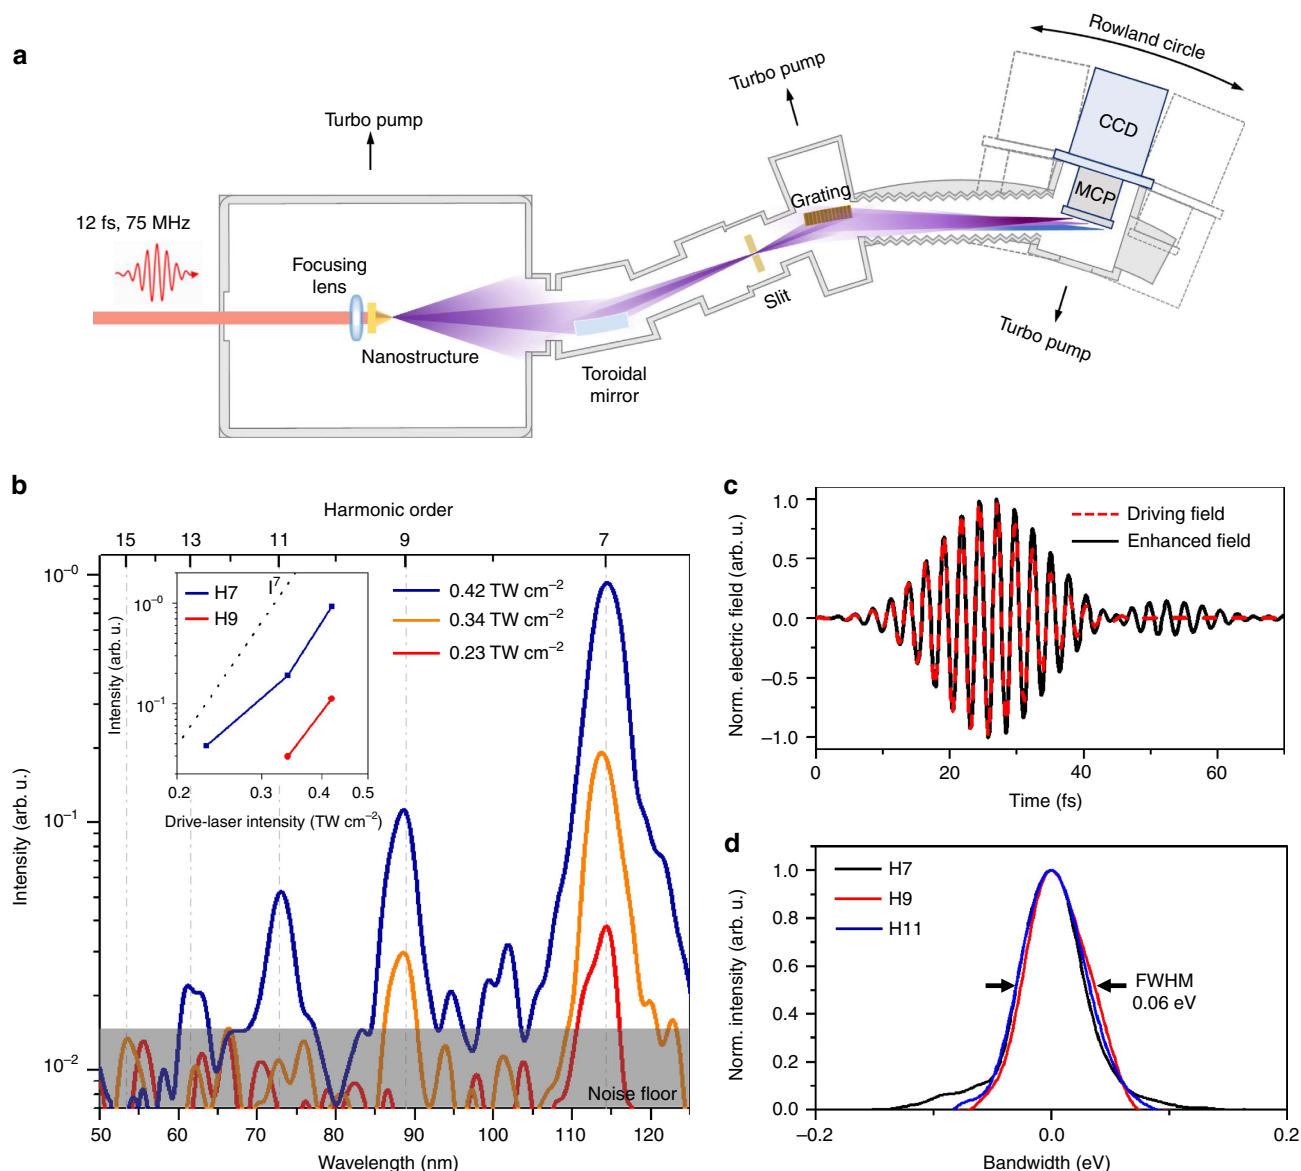 a
Rowland circle
Turbo pump
Turbo pump
CCD
MCP
Grating
12 fs, 75 MHz
Focusing
lens
Nanostructure
Slit
Toroidal
mirror
Turbo pump
b
Harmonic order
15 13 11 9 7
Intensity (arb. u.)
10⁻⁰
10⁻¹
10⁻²
0.42 TW cm⁻²
0.34 TW cm⁻²
0.23 TW cm⁻²
H7
H9
I⁷
Intensity (arb. u.)
10⁻⁰
10⁻¹
0.2 0.3 0.4 0.5
Drive-laser intensity (TW cm⁻²)
Noise floor
50 60 70 80 90 100 110 120
Wavelength (nm)
c
Norm. electric field (arb. u.)
1.0
0.5
0.0
−0.5
−1.0
Driving field
Enhanced field
0 20 40 60
Time (fs)
d
Norm. intensity (arb. u.)
1.0
0.8
0.6
0.4
0.2
0.0
H7
H9
H11
FWHM
0.06 eV
−0.2 0.0 0.2
Bandwidth (eV)